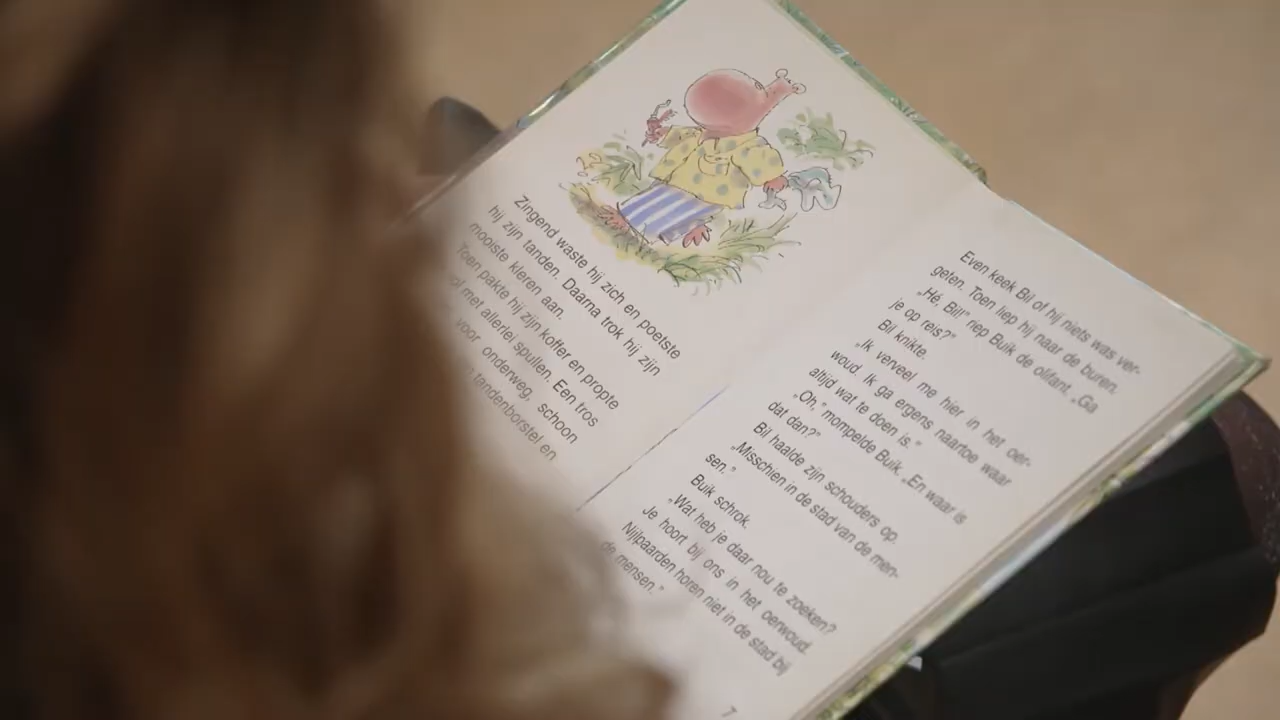 Zingend waste hij zich en poetste
hij zijn tanden. Daarna trok hij zijn
mooiste kleren aan.
Toen pakte hij zijn koffer en propte
met allerlei spullen. Een tros
voor onderweg, schoon
tandenborstel en
Even keek Bil of hij niets was ver-
geten. Toen liep hij naar de buren.
„Hé, Bil!” riep Buik de olifant. „Ga
je op reis?”
Bil knikte.
„Ik verveel me hier in het oer-
woud. Ik ga ergens naartoe waar
altijd wat te doen is.”
„Oh,” mompelde Buik. „En waar is
dat dan?”
Bil haalde zijn schouders op.
„Misschien in de stad van de men-
sen.”
Buik schrok.
„Wat heb je daar nou te zoeken?
Je hoort bij ons in het oerwoud.
Nijlpaarden horen niet in de stad bij
de mensen.”
7